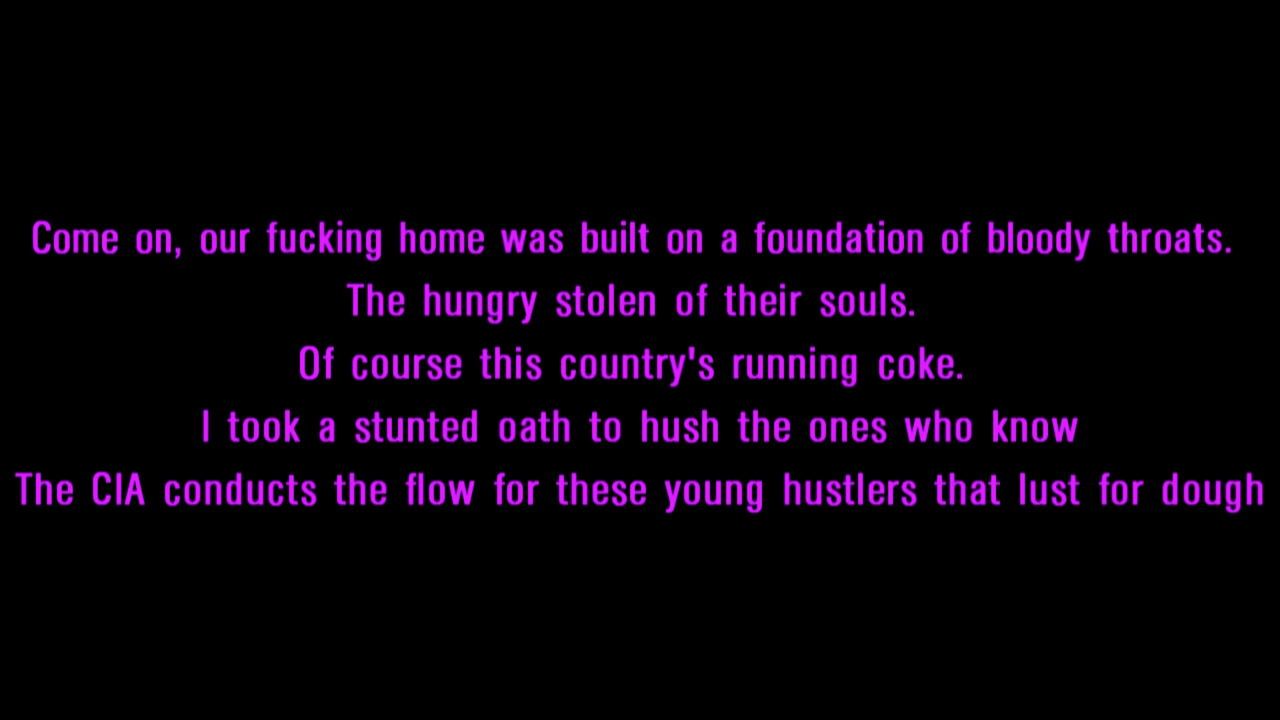 Come on, our fucking home was built on a foundation of bloody throats.
The hungry stolen of their souls.
Of course this country's running coke.
I took a stunted oath to hush the ones who know
The CIA conducts the flow for these young hustlers that lust for dough